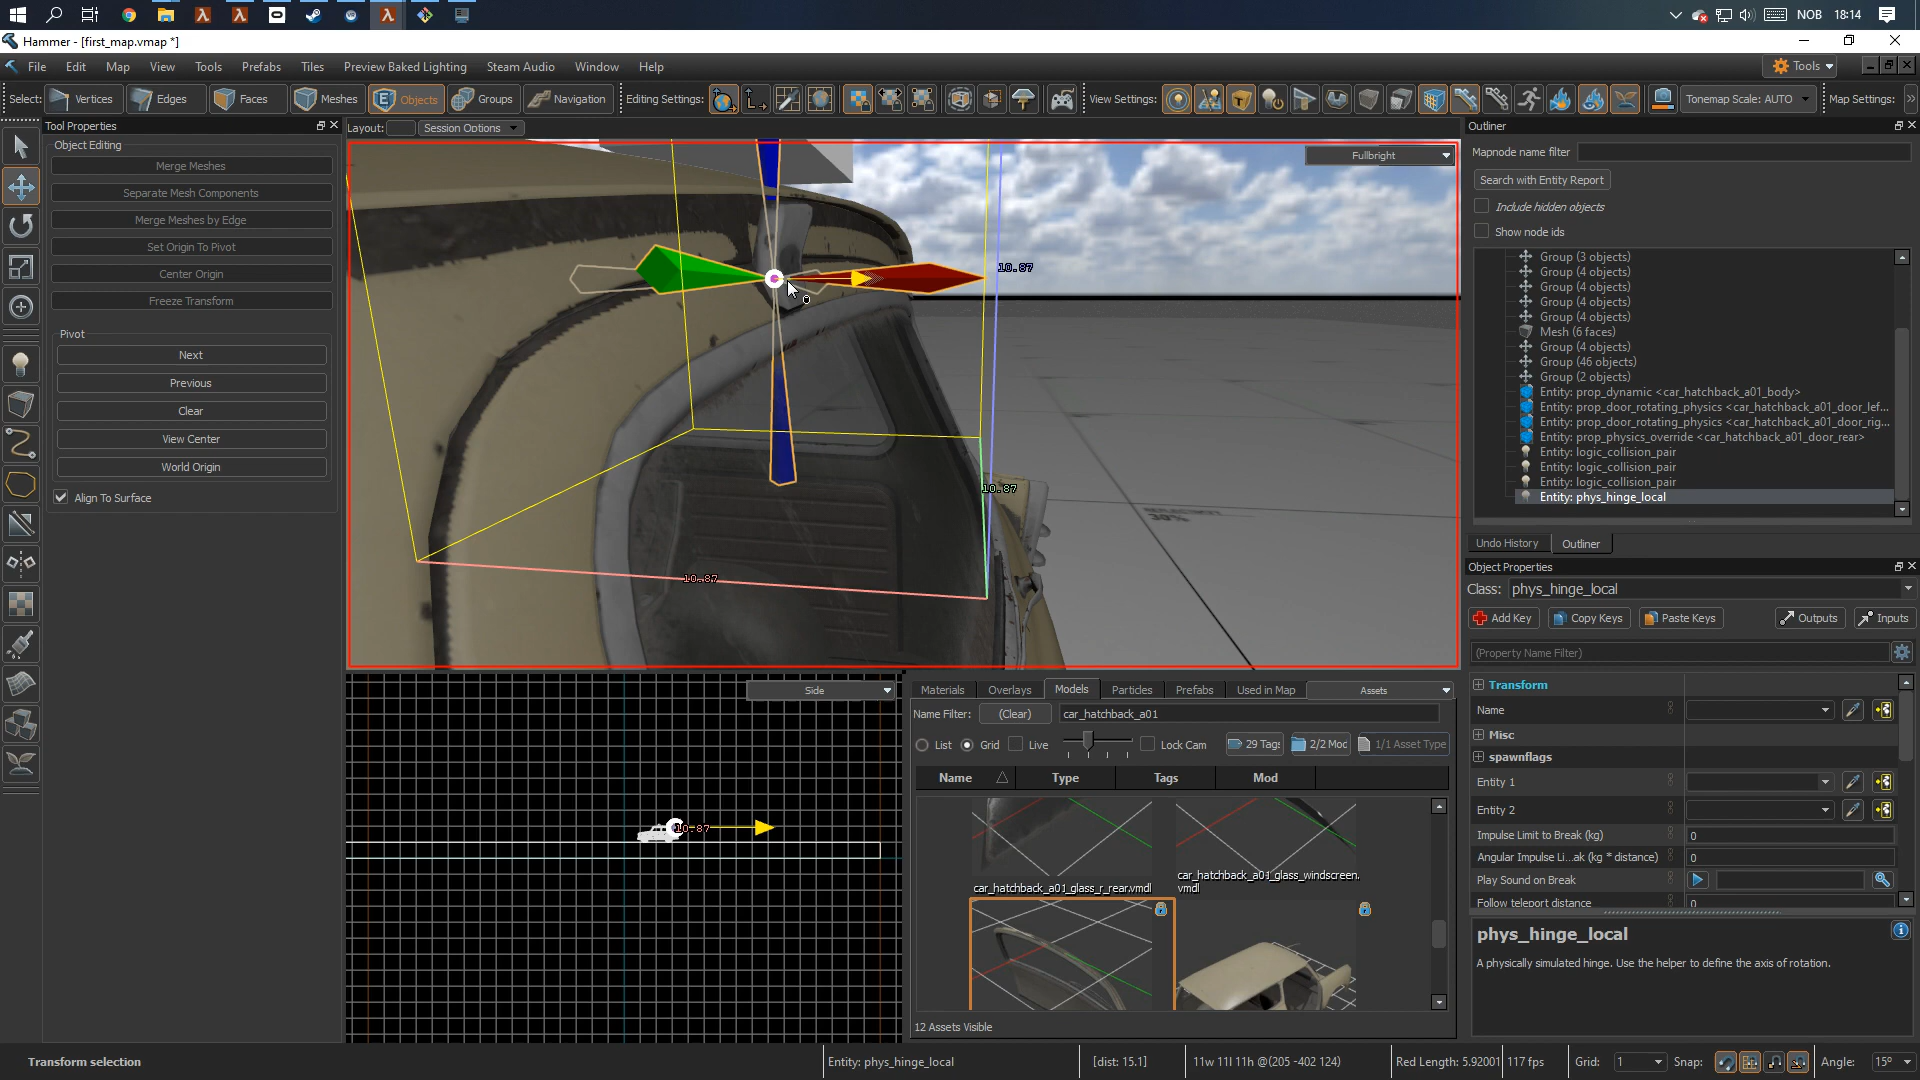 NOB 18:14
Hammer - [first_map.vmap *]
File Edit Map View Tools Prefabs Tiles Preview Baked Lighting Steam Audio Window Help
Tools
Select: Vertices Edges Faces Meshes Objects Groups Navigation Editing Settings: View Settings: Tonemap Scale: AUTO Map Settings:
Tool Properties
Object Editing
Merge Meshes
Separate Mesh Components
Merge Meshes by Edge
Set Origin To Pivot
Center Origin
Freeze Transform
Pivot
Next
Previous
Clear
View Center
World Origin
Align To Surface
Layout: Session Options
Fullbright
10.87
10.87
10.87
30%
Side
10.87
Outliner
Mapnode name filter
Search with Entity Report
Include hidden objects
Show node ids
Group (3 objects)
Group (4 objects)
Group (4 objects)
Group (4 objects)
Group (4 objects)
Mesh (6 faces)
Group (4 objects)
Group (46 objects)
Group (2 objects)
Entity: prop_dynamic <car_hatchback_a01_body>
Entity: prop_door_rotating_physics <car_hatchback_a01_door_lef...
Entity: prop_door_rotating_physics <car_hatchback_a01_door_rig...
Entity: prop_physics_override <car_hatchback_a01_door_rear>
Entity: logic_collision_pair
Entity: logic_collision_pair
Entity: logic_collision_pair
Entity: phys_hinge_local
Undo History Outliner
Object Properties
Class: phys_hinge_local
Add Key Copy Keys Paste Keys Outputs Inputs
(Property Name Filter)
Transform
Name
Misc
spawnflags
Entity 1
Entity 2
Impulse Limit to Break (kg) 0
Angular Impulse Li...ak (kg * distance) 0
Play Sound on Break
Follow teleport distance 0
phys_hinge_local
A physically simulated hinge. Use the helper to define the axis of rotation.
Materials Overlays Models Particles Prefabs Used in Map Assets
Name Filter: (Clear) car_hatchback_a01
List Grid Live Lock Cam 29 Tags 2/2 Mod 1/1 Asset Type
Name Type Tags Mod
car_hatchback_a01_glass_r_rear.vmdl
car_hatchback_a01_glass_windscreen.
vmdl
12 Assets Visible
Transform selection Entity: phys_hinge_local [dist: 15.1] 11w 11l 11h @(205 -402 124) Red Length: 5.92001 117 fps Grid: 1 Snap: Angle: 15º